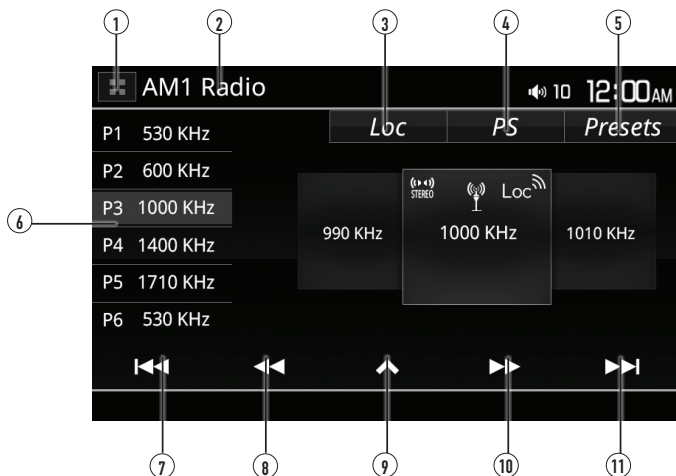 1 2 3 4 5
AM1 Radio 10 12:00AM
Loc PS Presets
P1 530 KHz
P2 600 KHz
P3 1000 KHz
P4 1400 KHz
P5 1710 KHz
P6 530 KHz
STEREO Loc
990 KHz 1000 KHz 1010 KHz
6
7 8 9 10 11